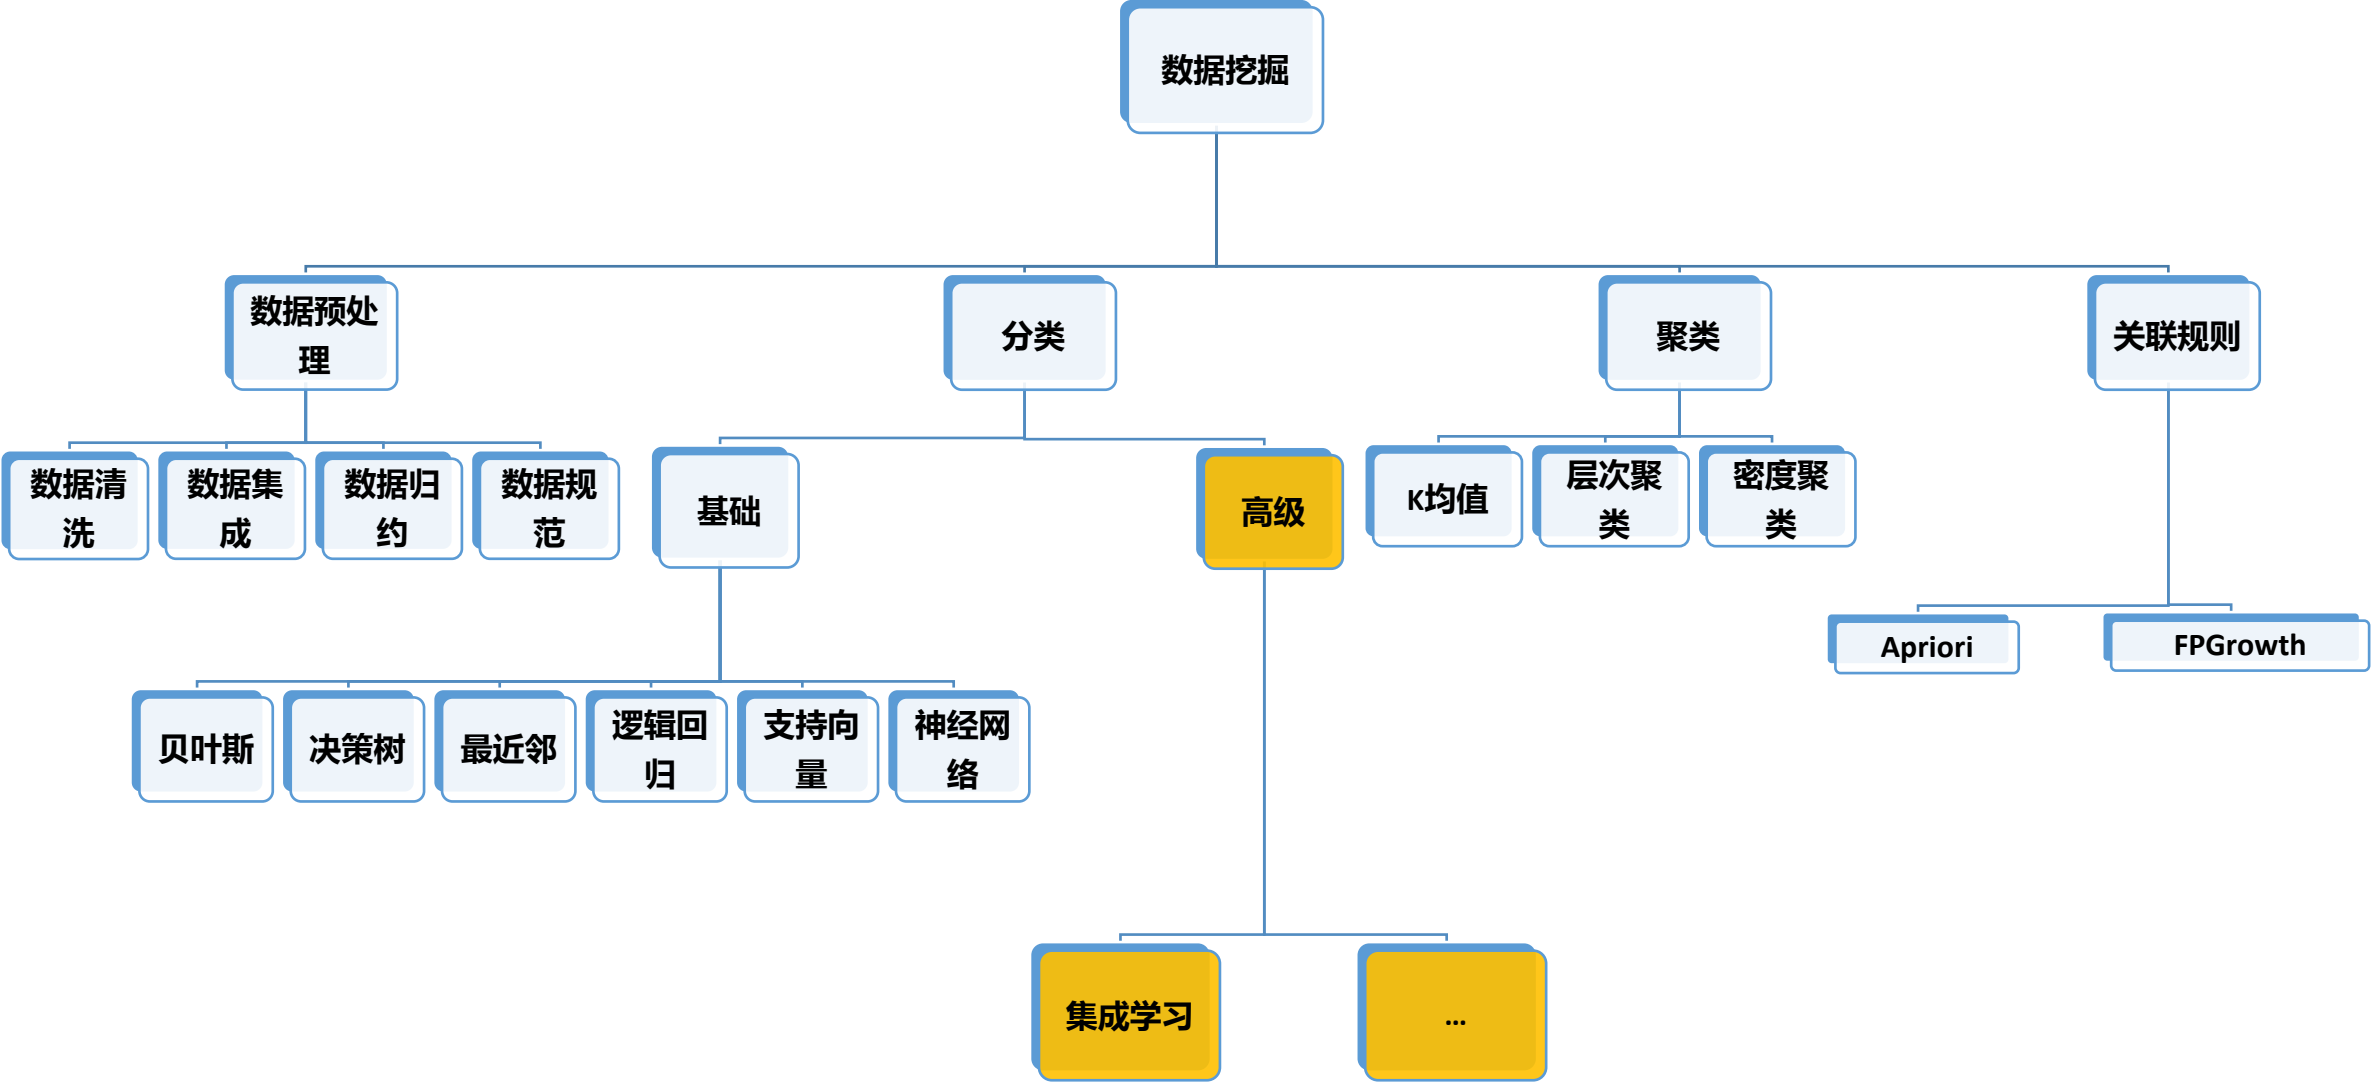 数据挖掘
数据预处
理
分类
聚类
关联规则
数据清
洗
数据集
成
数据归
约
数据规
范
基础
高级
K均值
层次聚
类
密度聚
类
Apriori
FPGrowth
贝叶斯
决策树
最近邻
逻辑回
归
支持向
量
神经网
络
集成学习
...